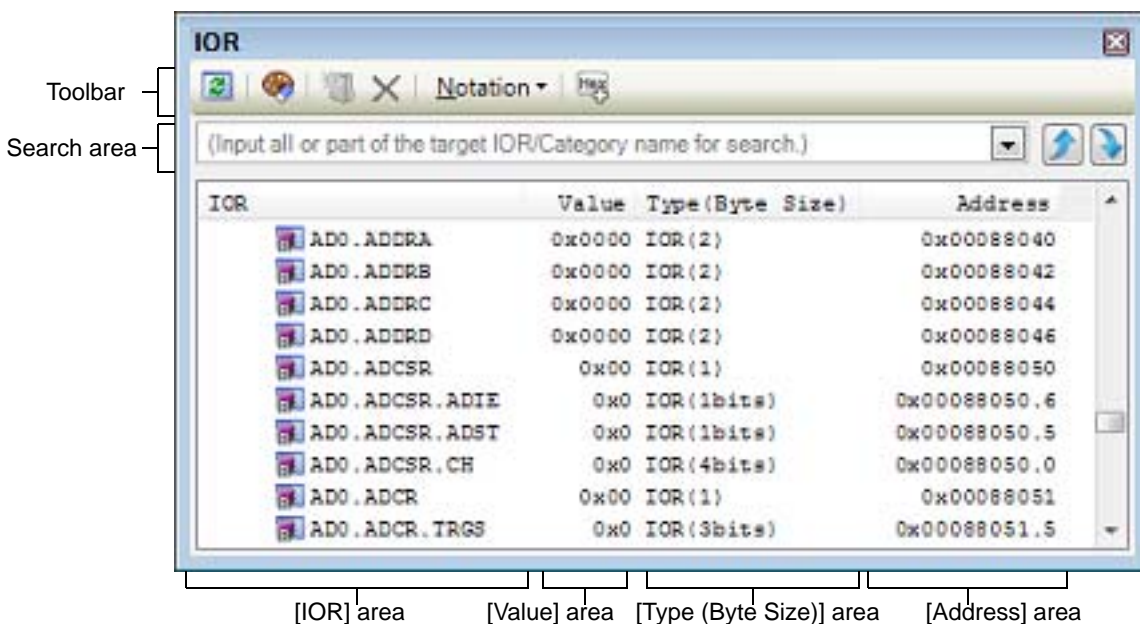 IOR
Toolbar
Notation
Hex
Search area
(Input all or part of the target IOR/Category name for search.)
IOR Value Type(Byte Size) Address
AD0.ADDRA 0x0000 IOR(2) 0x00088040
AD0.ADDRB 0x0000 IOR(2) 0x00088042
AD0.ADDRC 0x0000 IOR(2) 0x00088044
AD0.ADDRD 0x0000 IOR(2) 0x00088046
AD0.ADCSR 0x00 IOR(1) 0x00088050
AD0.ADCSR.ADIE 0x0 IOR(1bits) 0x00088050.6
AD0.ADCSR.ADST 0x0 IOR(1bits) 0x00088050.5
AD0.ADCSR.CH 0x0 IOR(4bits) 0x00088050.0
AD0.ADCR 0x00 IOR(1) 0x00088051
AD0.ADCR.TRGS 0x0 IOR(3bits) 0x00088051.5
[IOR] area [Value] area [Type (Byte Size)] area [Address] area